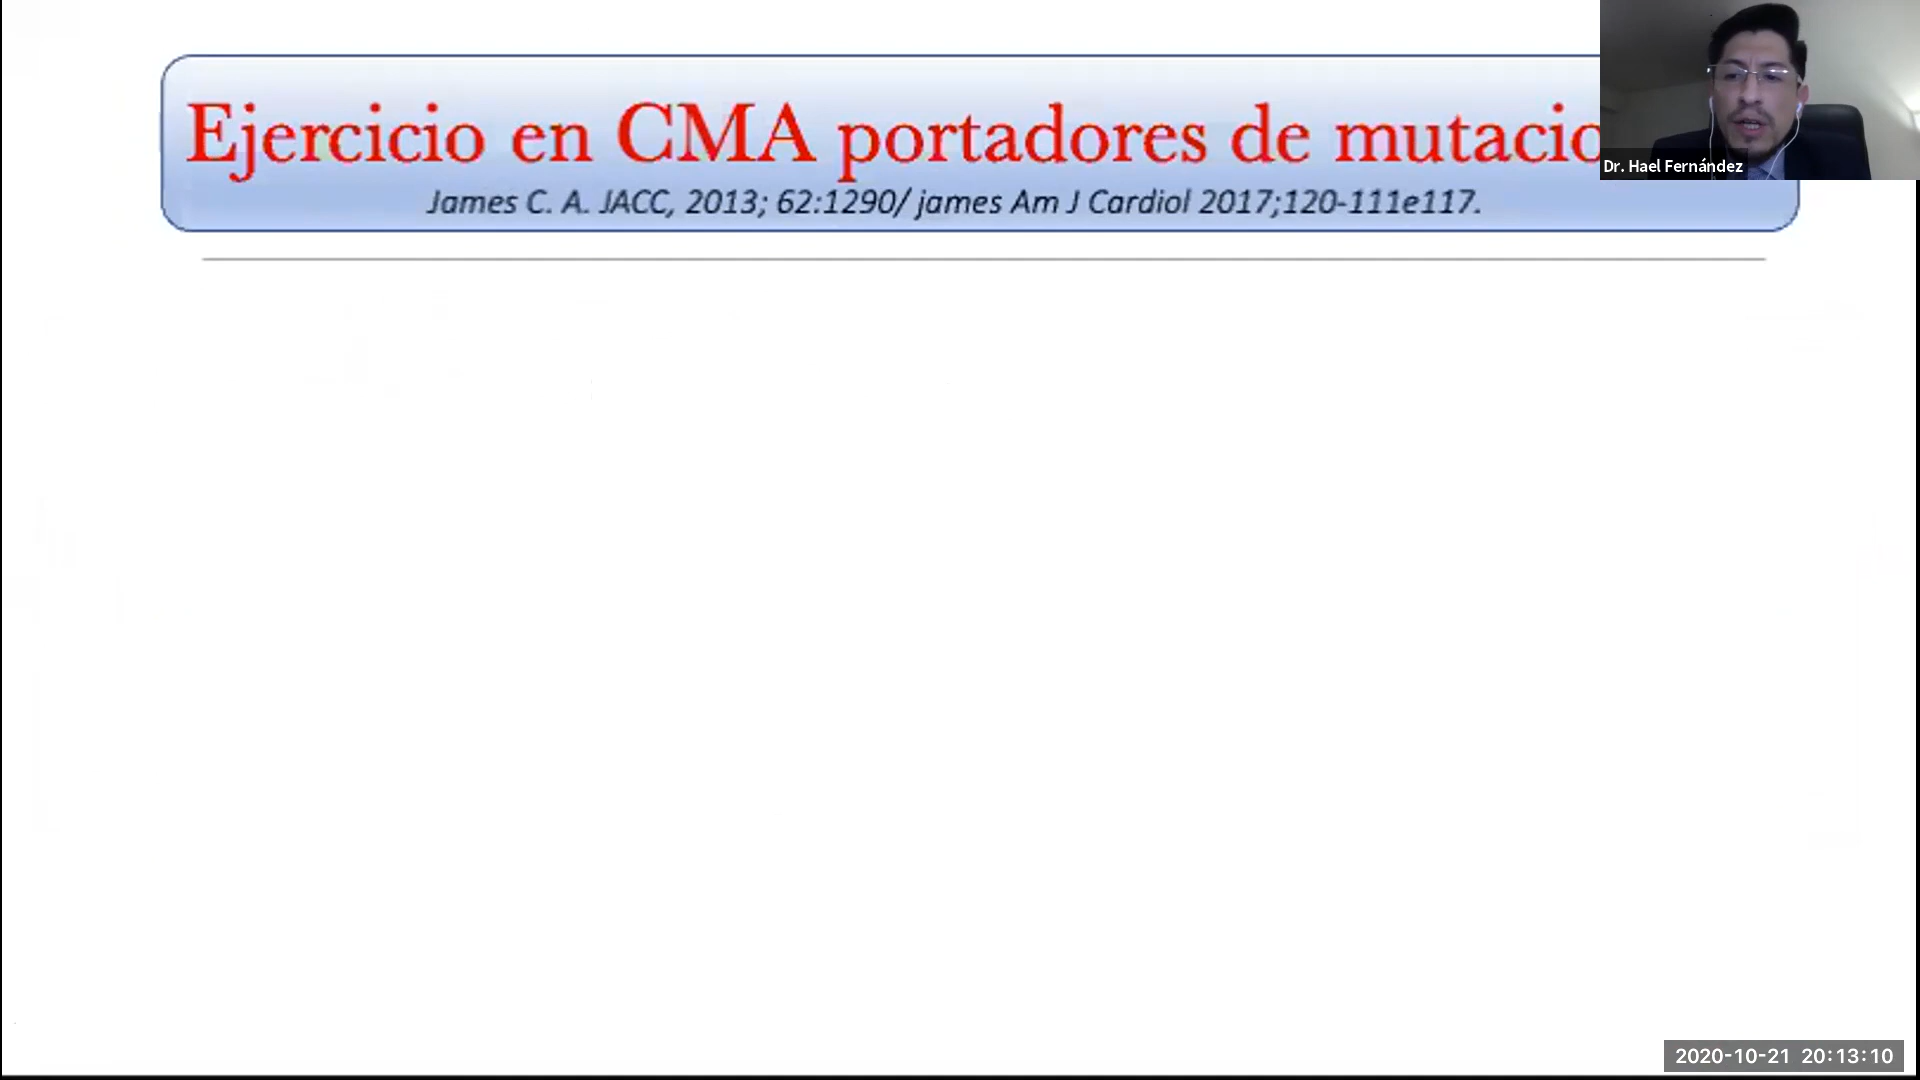 Ejercicio en CMA portadores de mutacio
James C. A. JACC, 2013; 62:1290/ james Am J Cardiol 2017;120-111e117.
Dr. Hael Fernández
2020-10-21 20:13:10